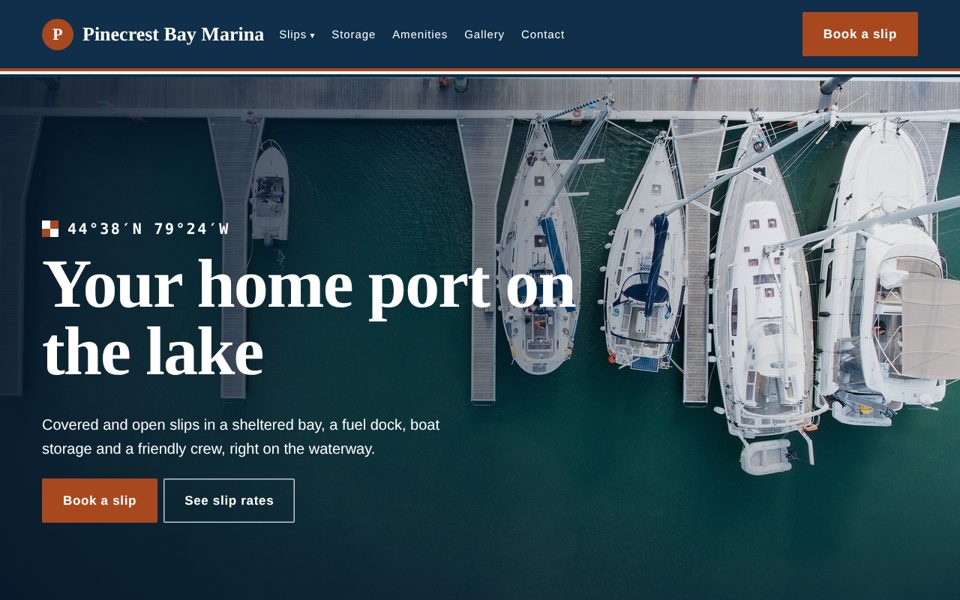 P Pinecrest Bay Marina Slips ▾ Storage Amenities Gallery Contact Book a slip
44°38′N 79°24′W
Your home port on
the lake
Covered and open slips in a sheltered bay, a fuel dock, boat
storage and a friendly crew, right on the waterway.
Book a slip See slip rates